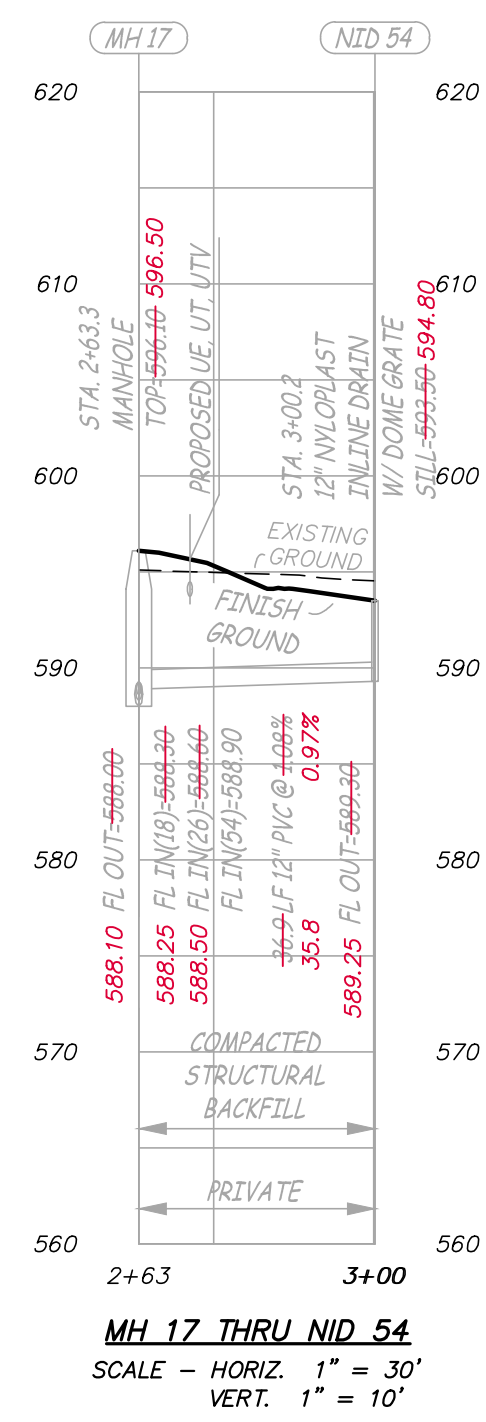 MH 17
NID 54
620
620
610
610
600
600
590
590
580
580
570
570
560
560
STA. 2+63.3
MANHOLE
TOP=596.10 596.50
PROPOSED UE, UT, UTV
STA. 3+00.2
12" NYLOPLAST
INLINE DRAIN
W/ DOME GRATE
SILL=593.50 594.80
EXISTING
GROUND
FINISH
GROUND
588.10 FL OUT=588.00
588.25 FL IN(18)=588.30
588.50 FL IN(26)=588.60
FL IN(54)=588.90
36.9 LF 12" PVC @ 1.08%
35.8 0.97%
589.25 FL OUT=589.30
COMPACTED
STRUCTURAL
BACKFILL
PRIVATE
2+63
3+00
MH 17 THRU NID 54
SCALE - HORIZ. 1" = 30'
VERT. 1" = 10'